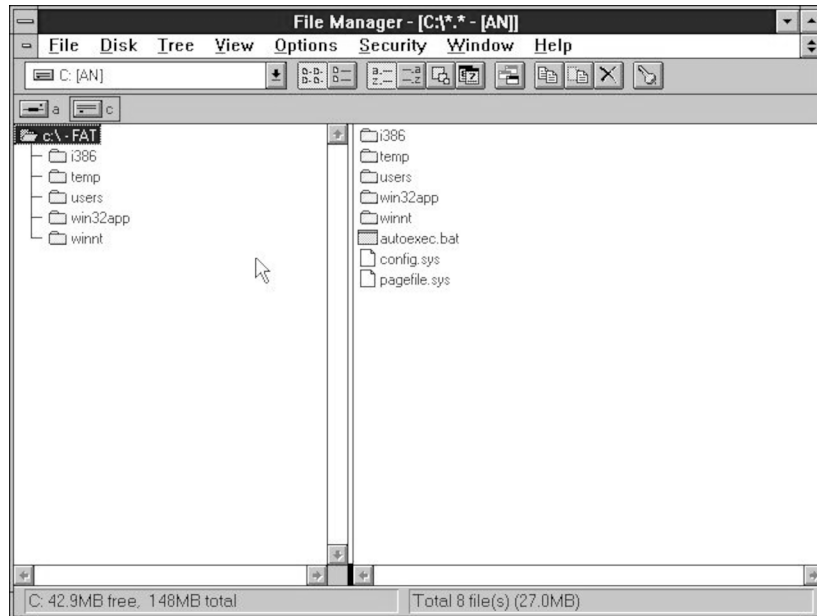 File Manager - [C:\*.* - [AN]]
File Disk Tree View Options Security Window Help
C: [AN]
a c
c:\ - FAT
i386
temp
users
win32app
winnt
i386
temp
users
win32app
winnt
autoexec.bat
config.sys
pagefile.sys
C: 42.9MB free, 148MB total
Total 8 file(s) (27.0MB)